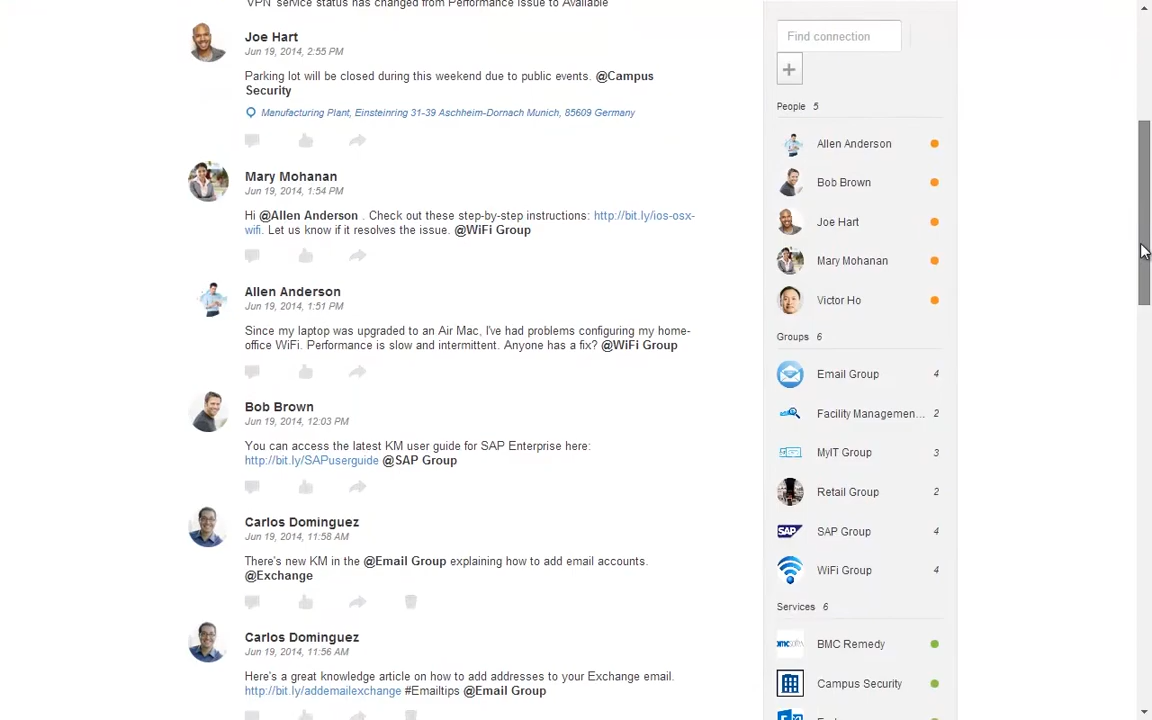 VPN service status has changed from Performance Issue to Available
Joe Hart
Jun 19, 2014, 2:55 PM
Parking lot will be closed during this weekend due to public events. @Campus
Security
Manufacturing Plant, Einsteinring 31-39 Aschheim-Dornach Munich, 85609 Germany
Mary Mohanan
Jun 19, 2014, 1:54 PM
Hi @Allen Anderson . Check out these step-by-step instructions: http://bit.ly/ios-osx-
wifi. Let us know if it resolves the issue. @WiFi Group
Allen Anderson
Jun 19, 2014, 1:51 PM
Since my laptop was upgraded to an Air Mac, I've had problems configuring my home-
office WiFi. Performance is slow and intermittent. Anyone has a fix? @WiFi Group
Bob Brown
Jun 19, 2014, 12:03 PM
You can access the latest KM user guide for SAP Enterprise here:
http://bit.ly/SAPuserguide @SAP Group
Carlos Dominguez
Jun 19, 2014, 11:58 AM
There's new KM in the @Email Group explaining how to add email accounts.
@Exchange
Carlos Dominguez
Jun 19, 2014, 11:56 AM
Here's a great knowledge article on how to add addresses to your Exchange email.
http://bit.ly/addemailexchange #Emailtips @Email Group
Find connection
+
People 5
Allen Anderson
Bob Brown
Joe Hart
Mary Mohanan
Victor Ho
Groups 6
Email Group 4
Facility Managemen... 2
MyIT Group 3
Retail Group 2
SAP SAP Group 4
WiFi Group 4
Services 6
BMC Remedy
Campus Security